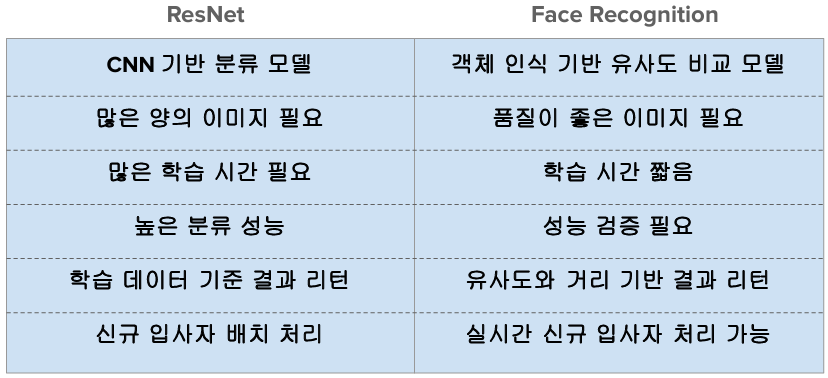 ResNet Face Recognition
CNN 기반 분류 모델 객체 인식 기반 유사도 비교 모델
많은 양의 이미지 필요 품질이 좋은 이미지 필요
많은 학습 시간 필요 학습 시간 짧음
높은 분류 성능 성능 검증 필요
학습 데이터 기준 결과 리턴 유사도와 거리 기반 결과 리턴
신규 입사자 배치 처리 실시간 신규 입사자 처리 가능